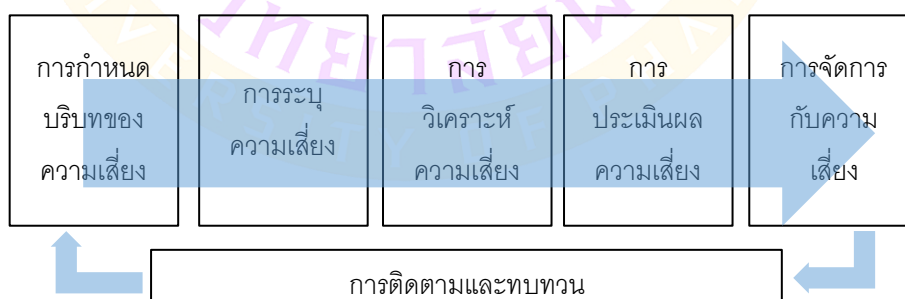 การกำหนด
บริบทของ
ความเสี่ยง
การระบุ
ความเสี่ยง
การ
วิเคราะห์
ความเสี่ยง
การ
ประเมินผล
ความเสี่ยง
การจัดการ
กับความ
เสี่ยง
การติดตามและทบทวน